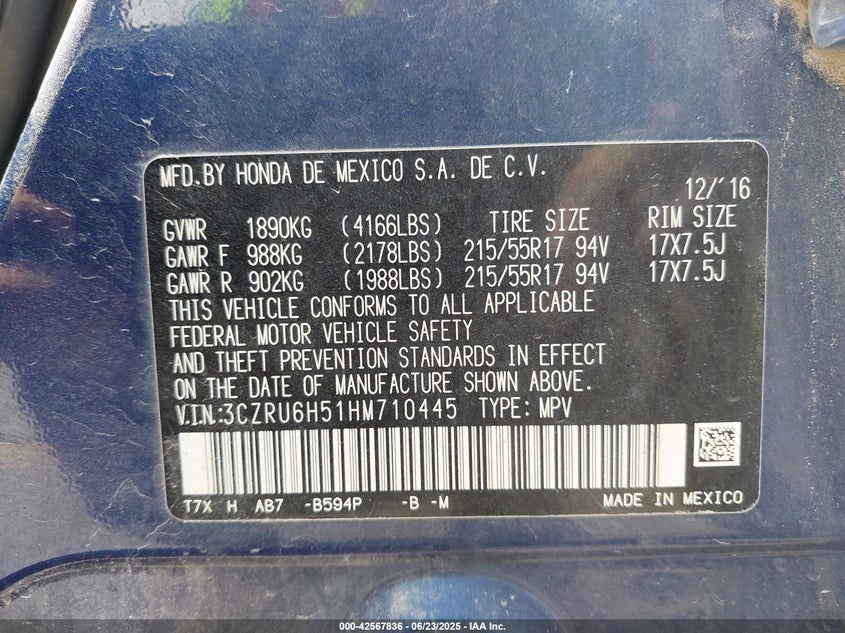 MFD.BY HONDA DE MEXICO S.A. DE C.V.
12/'16
GVWR 1890KG (4166LBS) TIRE SIZE RIM SIZE
GAWR F 988KG (2178LBS) 215/55R17 94V 17X7.5J
GAWR R 902KG (1988LBS) 215/55R17 94V 17X7.5J
THIS VEHICLE CONFORMS TO ALL APPLICABLE
FEDERAL MOTOR VEHICLE SAFETY
AND THEFT PREVENTION STANDARDS IN EFFECT
ON THE DATE OF MANUFACTURE SHOWN ABOVE.
V.I.N:3CZRU6H51HM710445 TYPE: MPV
T7X H AB7 -B594P -B -M MADE IN MEXICO
000-42567836 - 06/23/2025 - IAA Inc.